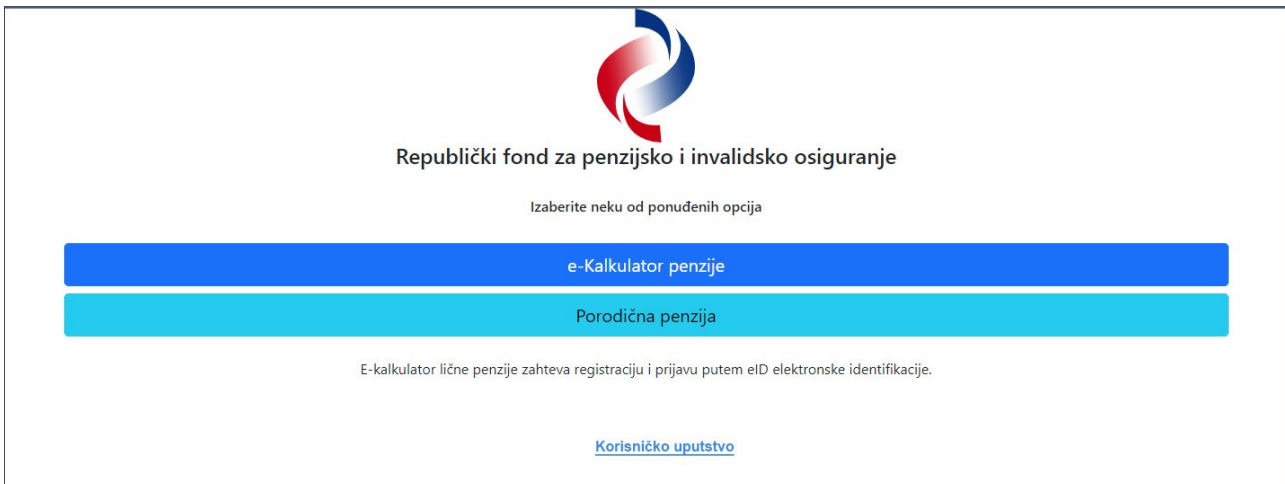 Republički fond za penzijsko i invalidsko osiguranje
Izaberite neku od ponuđenih opcija
e-Kalkulator penzije
Porodična penzija
E-kalkulator lične penzije zahteva registraciju i prijavu putem eID elektronske identifikacije.
Korisničko uputstvo